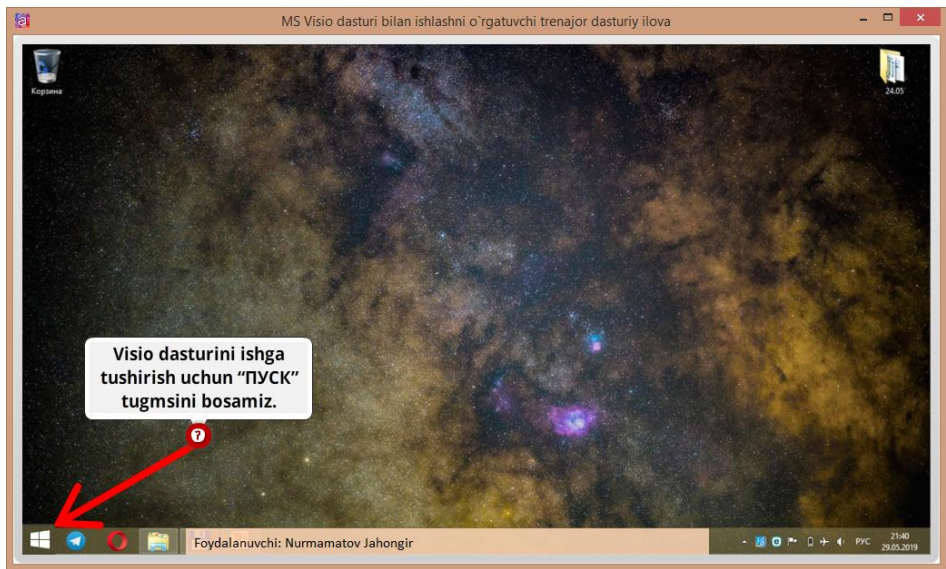 MS Visio dasturi bilan ishlashni o`rgatuvchi trenajor dasturiy ilova
Корзина
24.05
Visio dasturini ishga
tushirish uchun “ПУСК”
tugmsini bosamiz.
?
Foydalanuvchi: Nurmamatov Jahongir
РУС
21:40
29.05.2019